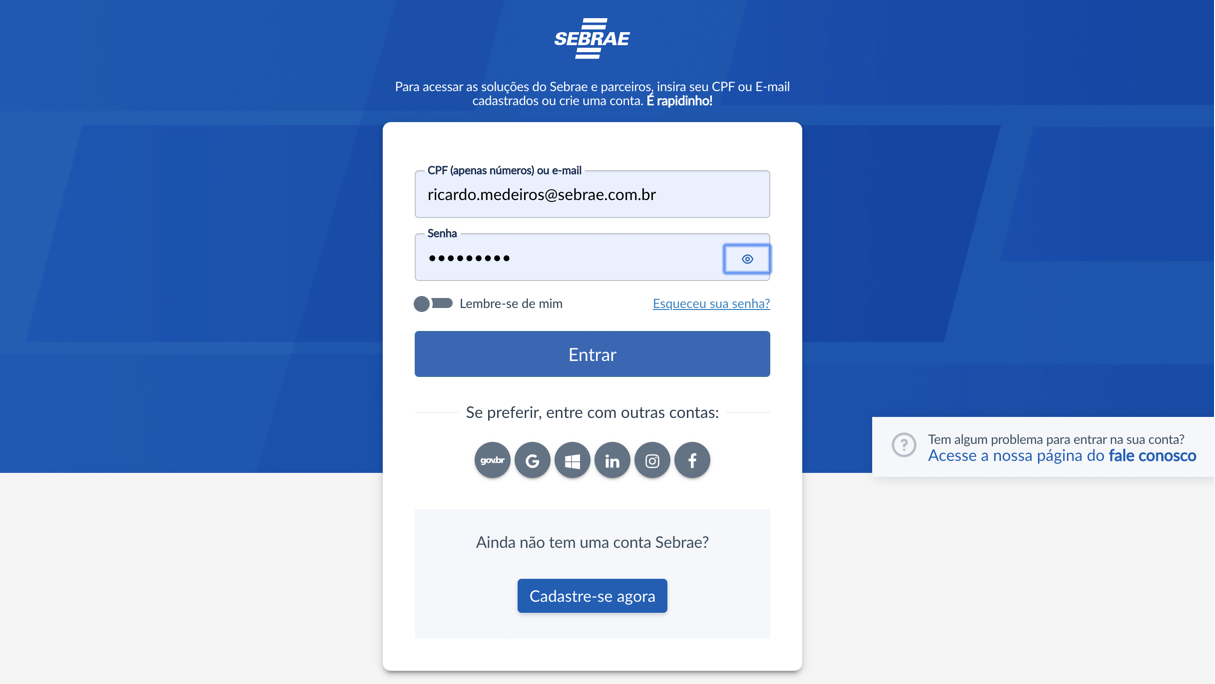 SEBRAE
Para acessar as soluções do Sebrae e parceiros, insira seu CPF ou E-mail
cadastrados ou crie uma conta. É rapidinho!
CPF (apenas números) ou e-mail
ricardo.medeiros@sebrae.com.br
Senha
•••••••••
Lembre-se de mim
Esqueceu sua senha?
Entrar
Se preferir, entre com outras contas:
gov.br
G
in
f
Tem algum problema para entrar na sua conta?
Acesse a nossa página do fale conosco
Ainda não tem uma conta Sebrae?
Cadastre-se agora